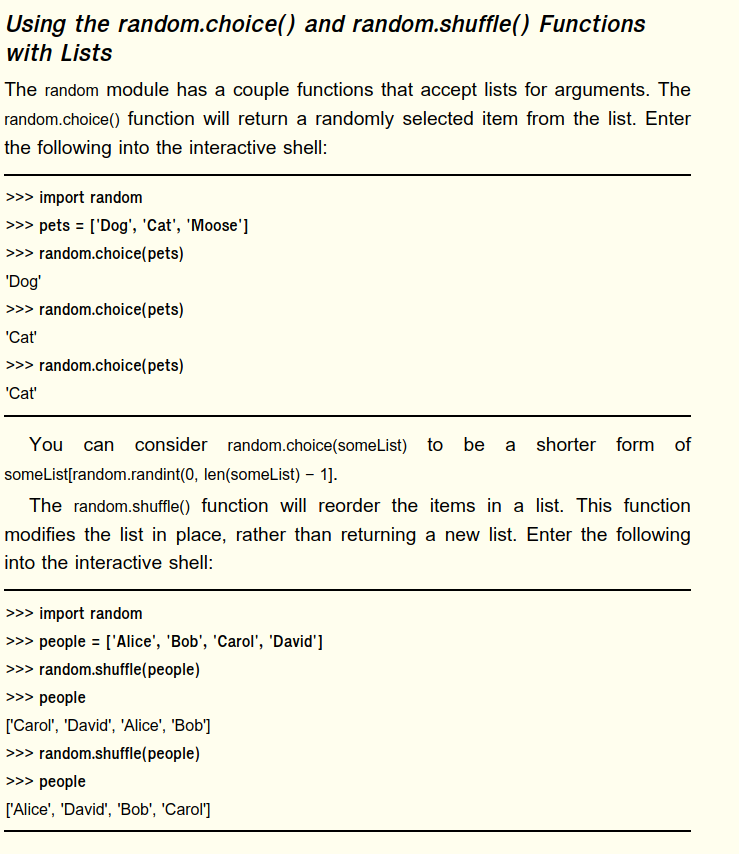 Using the random.choice() and random.shuffle() Functions
with Lists
The random module has a couple functions that accept lists for arguments. The
random.choice() function will return a randomly selected item from the list. Enter
the following into the interactive shell:
>>> import random
>>> pets = ['Dog', 'Cat', 'Moose']
>>> random.choice(pets)
'Dog'
>>> random.choice(pets)
'Cat'
>>> random.choice(pets)
'Cat'
You can consider random.choice(someList) to be a shorter form of
someList[random.randint(0, len(someList) – 1].
The random.shuffle() function will reorder the items in a list. This function
modifies the list in place, rather than returning a new list. Enter the following
into the interactive shell:
>>> import random
>>> people = ['Alice', 'Bob', 'Carol', 'David']
>>> random.shuffle(people)
>>> people
['Carol', 'David', 'Alice', 'Bob']
>>> random.shuffle(people)
>>> people
['Alice', 'David', 'Bob', 'Carol']